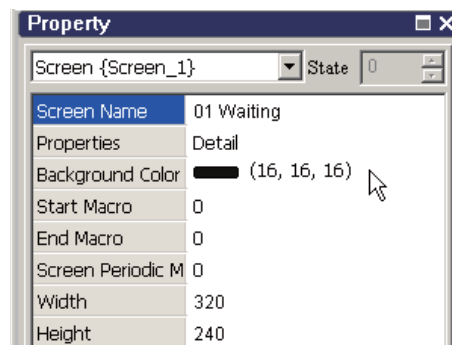 Property
Screen {Screen_1} State 0
Screen Name 01 Waiting
Properties Detail
Background Color (16, 16, 16)
Start Macro 0
End Macro 0
Screen Periodic M 0
Width 320
Height 240